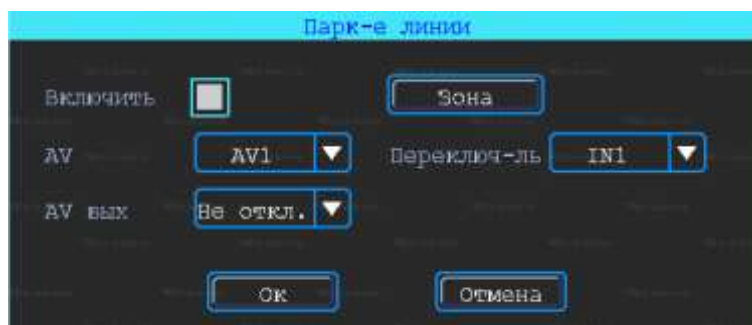 Парк-е линии
Включить Зона
AV AV1 Переключ-ль IN1
AV вых Не откл.
Ок Отмена